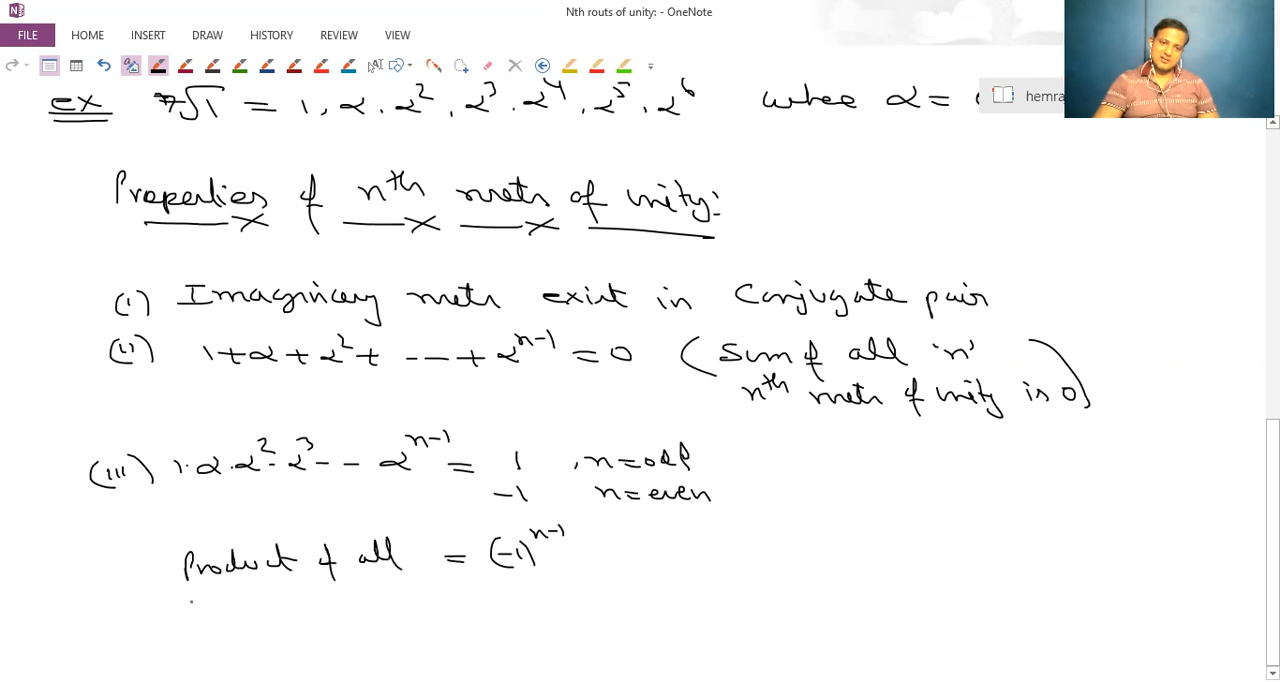 Nth routs of unity: - OneNote
FILE HOME INSERT DRAW HISTORY REVIEW VIEW
ex ⁷√1 = 1, α, α², α³, α⁴, α⁵, α⁶ where α =
hemra
Properties of nth roots of unity:
(i) Imaginary roots exist in conjugate pair
(ii) 1+α+α²+ --- + α^(n-1) = 0 (Sum of all 'n'
nth roots of unity is 0)
(iii) 1·α·α²·α³ -- α^(n-1) = 1 , n=odd
-1 n=even
Product of all = (-1)^(n-1)